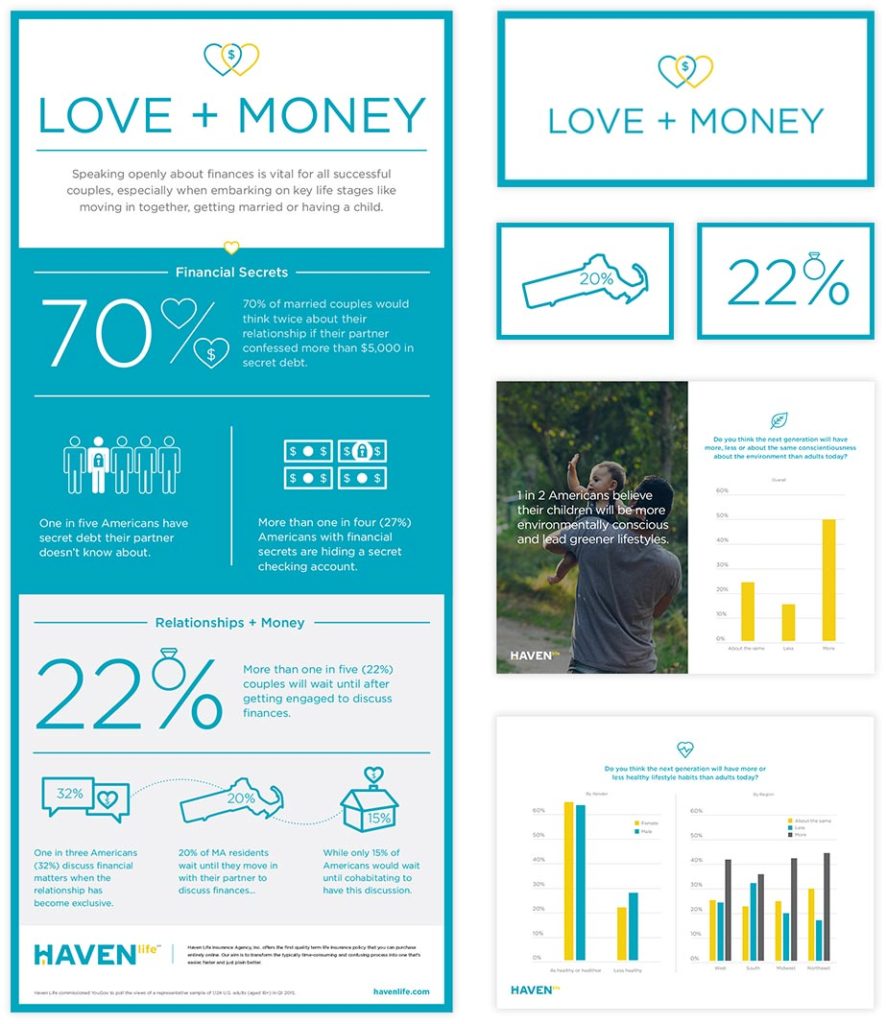 $
LOVE + MONEY
Speaking openly about finances is vital for all successful
couples, especially when embarking on key life stages like
moving in together, getting married or having a child.
Financial Secrets
70%
$
70% of married couples would
think twice about their
relationship if their partner
confessed more than $5,000 in
secret debt.
One in five Americans have
secret debt their partner
doesn't know about.
$ $ $ $
$ $ $ $
More than one in four (27%)
Americans with financial
secrets are hiding a secret
checking account.
Relationships + Money
22%
More than one in five (22%)
couples will wait until after
getting engaged to discuss
finances.
32%
$
One in three Americans
(32%) discuss financial
matters when the
relationship has
become exclusive.
20%
20% of MA residents
wait until they move in
with their partner to
discuss finances...
$
15%
While only 15% of
Americans would wait
until cohabitating to
have this discussion.
HAVEN life
Haven Life Insurance Agency, Inc. offers the first quality term life insurance policy that you can purchase
entirely online. Our aim is to transform the typically time-consuming and confusing process into one that's
easier, faster and just plain better.
Haven Life commissioned YouGov to poll the views of a representative sample of 1,124 U.S. adults (aged 18+) in Q1 2015.
havenlife.com
$
LOVE + MONEY
20%
22%
1 in 2 Americans believe
their children will be more
environmentally conscious
and lead greener lifestyles.
HAVEN life
Do you think the next generation will have
more, less or about the same conscientiousness
about the environment than adults today?
Overall
60%
50%
40%
30%
20%
10%
0%
About the same Less More
Do you think the next generation will have more or
less healthy lifestyle habits than adults today?
By Gender
60%
50%
40%
30%
20%
10%
0%
Female
Male
As healthy or healthier Less healthy
By Region
60%
50%
40%
30%
20%
10%
0%
About the same
Less
More
West South Midwest Northeast
HAVEN life